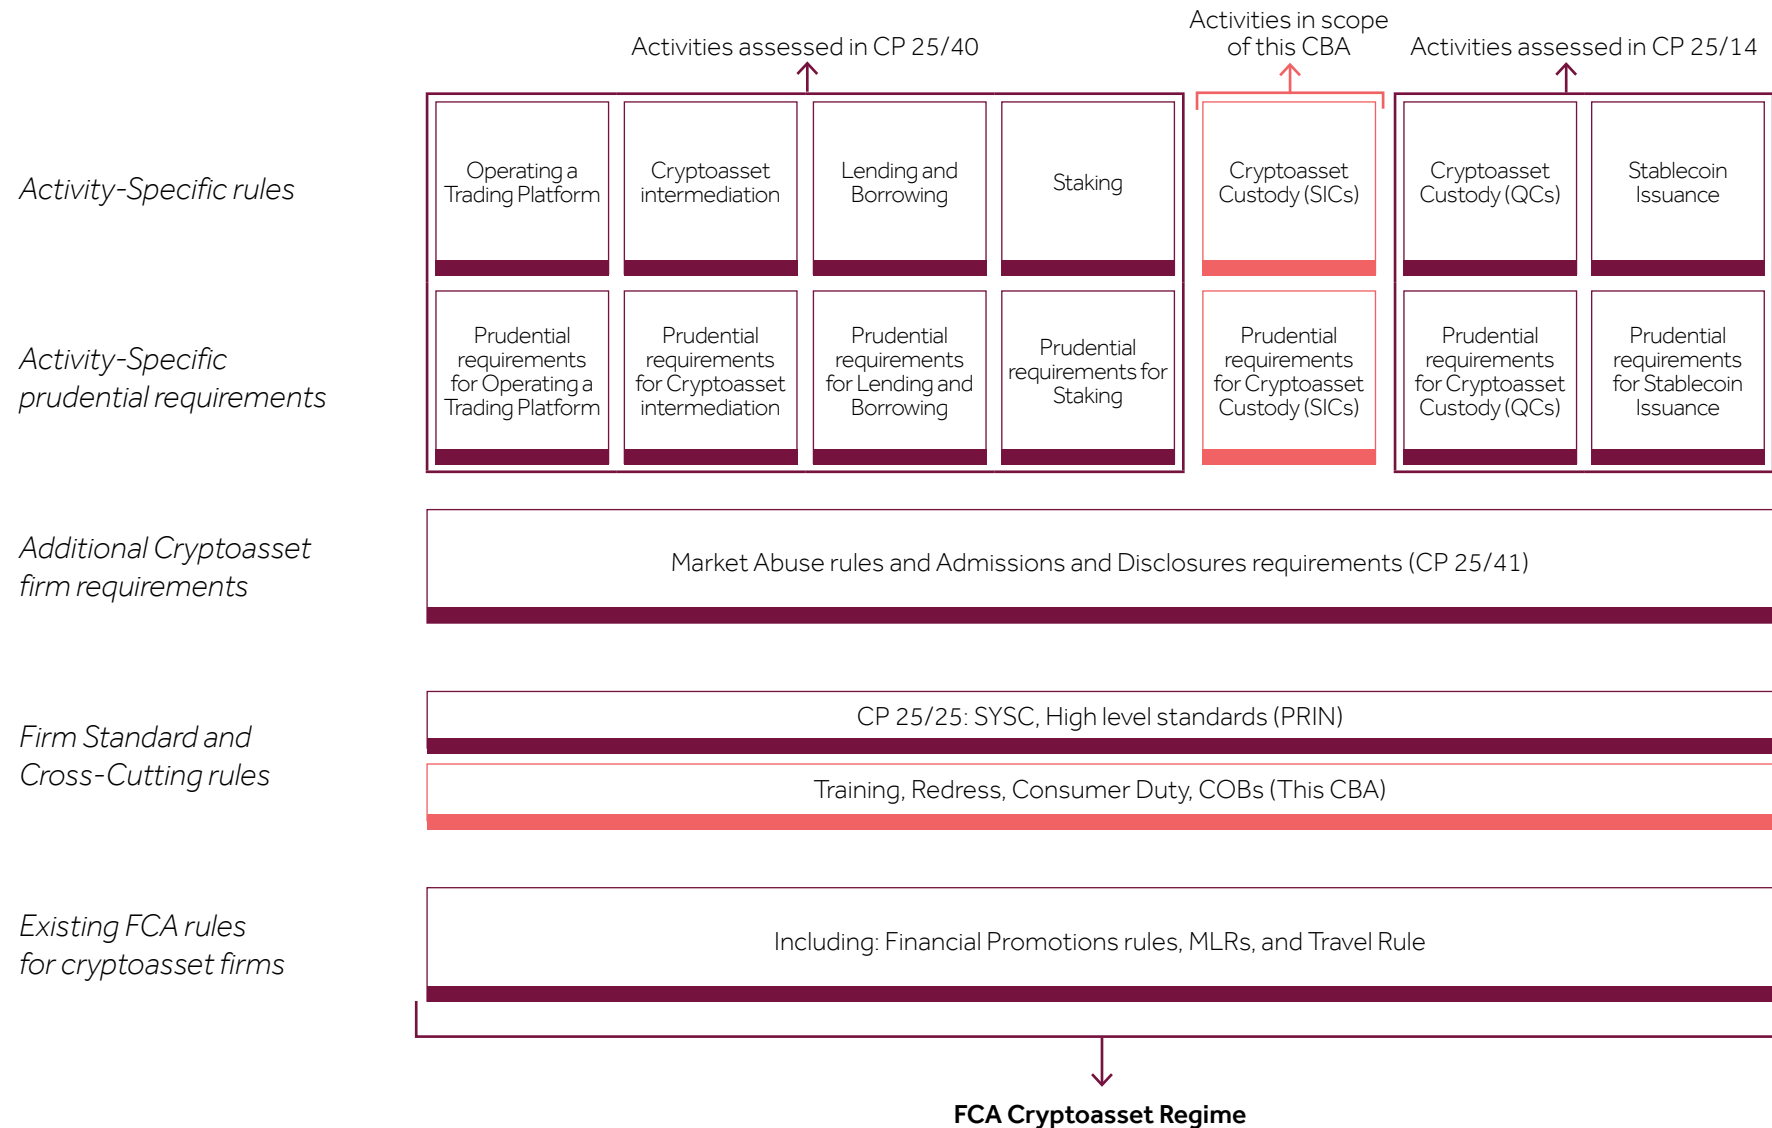 Activities assessed in CP 25/40
Activities in scope
of this CBA
Activities assessed in CP 25/14
Activity-Specific rules
Operating a
Trading Platform
Cryptoasset
intermediation
Lending and
Borrowing
Staking
Cryptoasset
Custody (SICs)
Cryptoasset
Custody (QCs)
Stablecoin
Issuance
Activity-Specific
prudential requirements
Prudential
requirements
for Operating a
Trading Platform
Prudential
requirements
for Cryptoasset
intermediation
Prudential
requirements
for Lending and
Borrowing
Prudential
requirements for
Staking
Prudential
requirements
for Cryptoasset
Custody (SICs)
Prudential
requirements
for Cryptoasset
Custody (QCs)
Prudential
requirements
for Stablecoin
Issuance
Additional Cryptoasset
firm requirements
Market Abuse rules and Admissions and Disclosures requirements (CP 25/41)
Firm Standard and
Cross-Cutting rules
CP 25/25: SYSC, High level standards (PRIN)
Training, Redress, Consumer Duty, COBs (This CBA)
Existing FCA rules
for cryptoasset firms
Including: Financial Promotions rules, MLRs, and Travel Rule
FCA Cryptoasset Regime